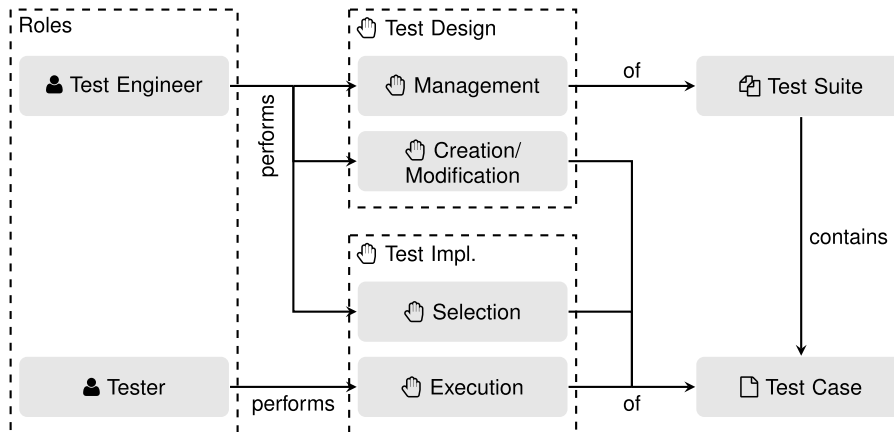 Roles
Test Engineer
Tester
performs
performs
Test Design
Management
Creation/
Modification
Test Impl.
Selection
Execution
of
of
Test Suite
contains
Test Case